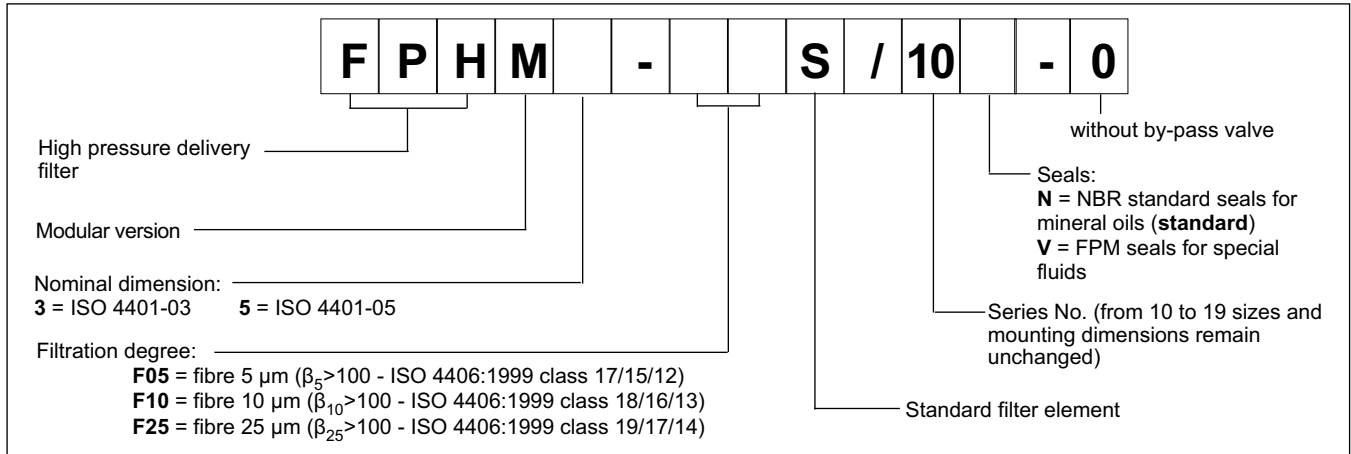 F P H M - S / 10 - 0
High pressure delivery
filter
Modular version
Nominal dimension:
3 = ISO 4401-03 5 = ISO 4401-05
Filtration degree:
F05 = fibre 5 µm (β5>100 - ISO 4406:1999 class 17/15/12)
F10 = fibre 10 µm (β10>100 - ISO 4406:1999 class 18/16/13)
F25 = fibre 25 µm (β25>100 - ISO 4406:1999 class 19/17/14)
without by-pass valve
Seals:
N = NBR standard seals for
mineral oils (standard)
V = FPM seals for special
fluids
Series No. (from 10 to 19 sizes and
mounting dimensions remain
unchanged)
Standard filter element